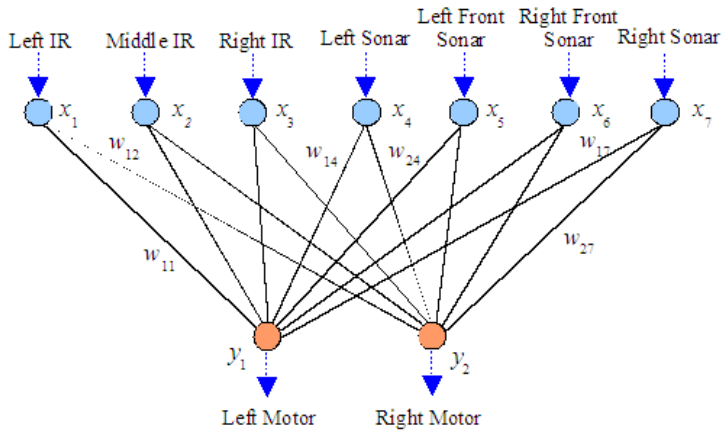 Left IR
Middle IR
Right IR
Left Sonar
Left Front
Sonar
Right Front
Sonar
Right Sonar
x1
x2
x3
x4
x5
x6
x7
w12
w14
w24
w17
w11
w27
y1
y2
Left Motor
Right Motor